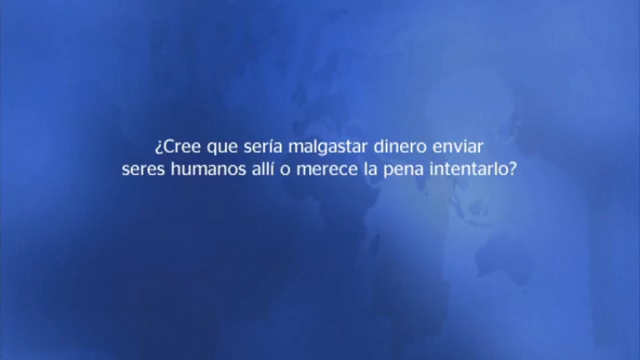 ¿Cree que sería malgastar dinero enviar
seres humanos allí o merece la pena intentarlo?